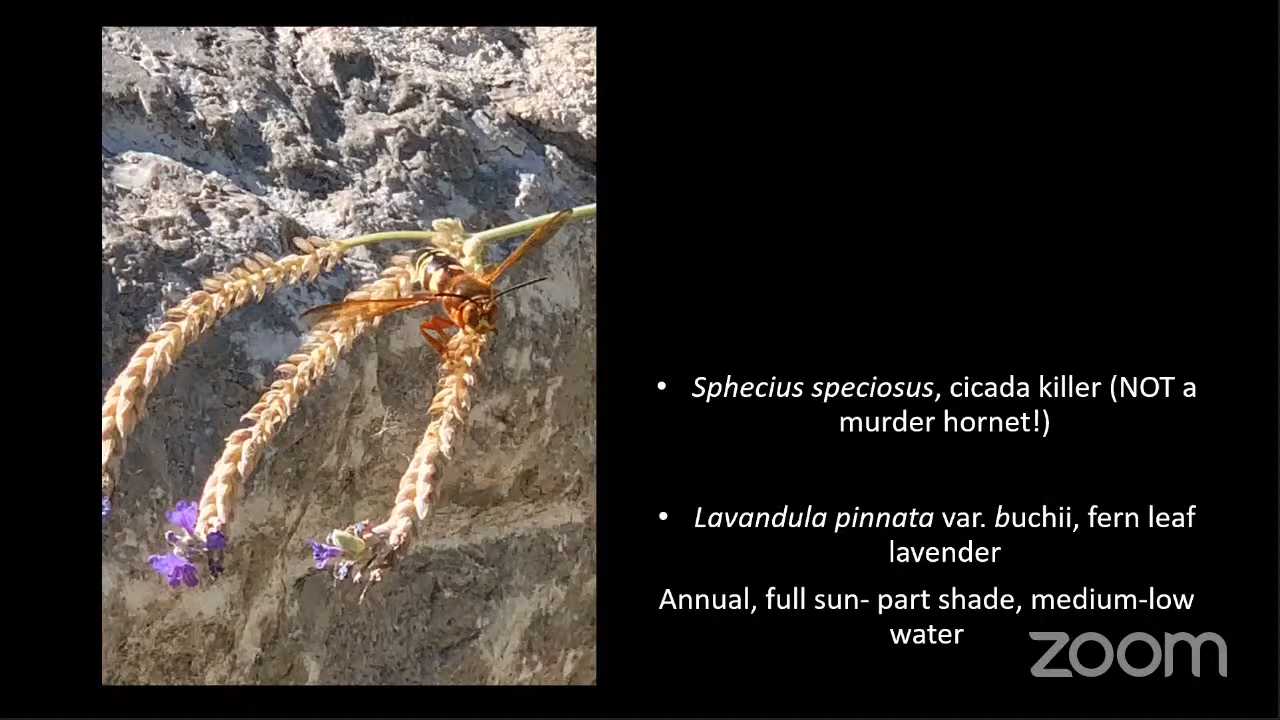 • Sphecius speciosus, cicada killer (NOT a
murder hornet!)
• Lavandula pinnata var. buchii, fern leaf
lavender
Annual, full sun- part shade, medium-low
water
zoom